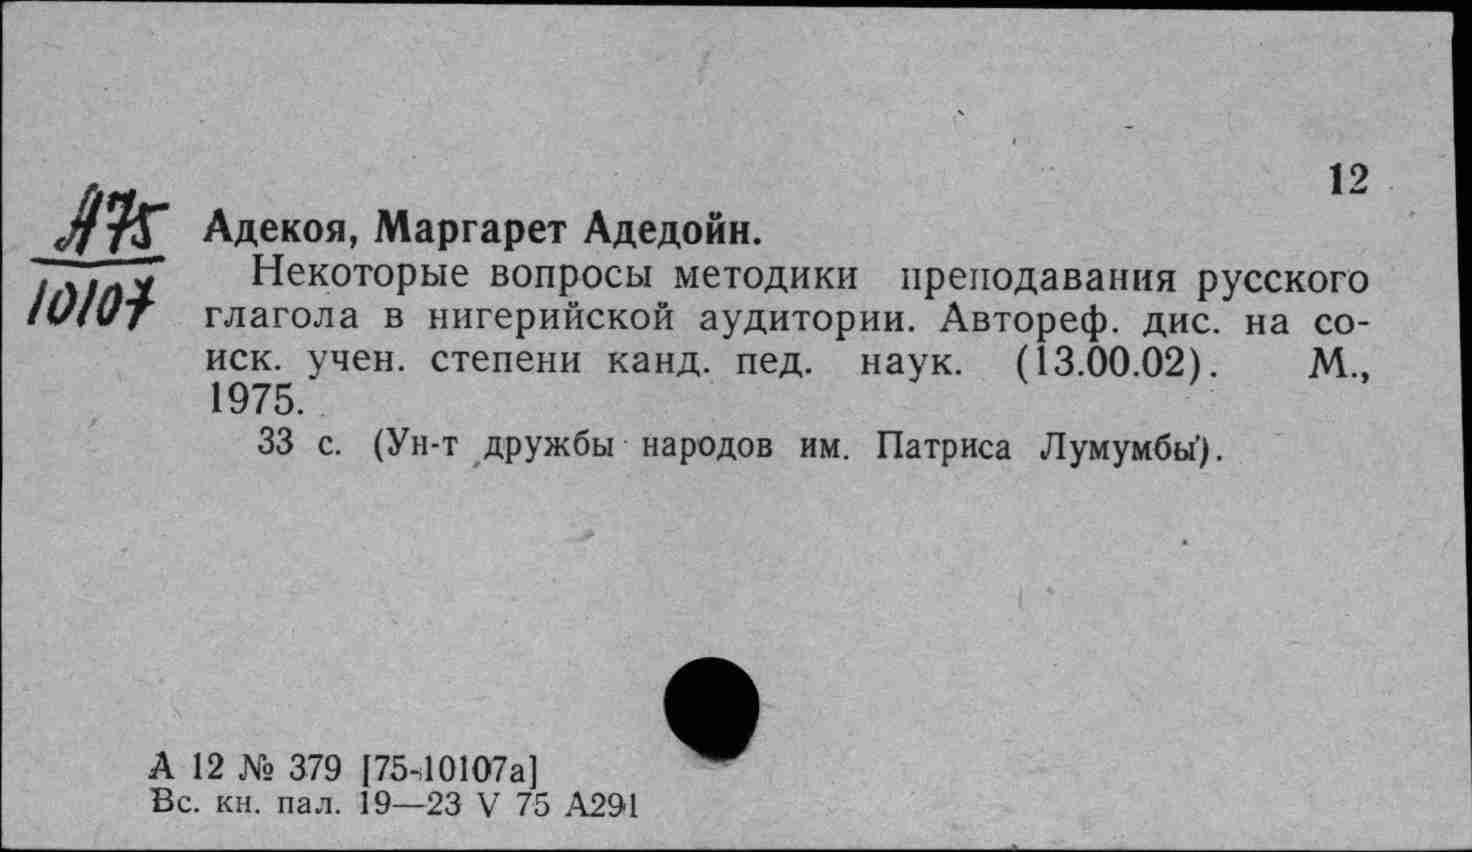 12
А75
10107
Адекоя, Маргарет Адедойн.
Некоторые вопросы методики преподавания русского
глагола в нигерийской аудитории. Автореф. дис. на со-
иск. учен. степени канд. пед. наук. (13.00.02). М.,
1975.
33 с. (Ун-т дружбы народов им. Патриса Лумумбы).
А 12 № 379 [75-10107а]
Вс. кн. пал. 19—23 V 75 А291